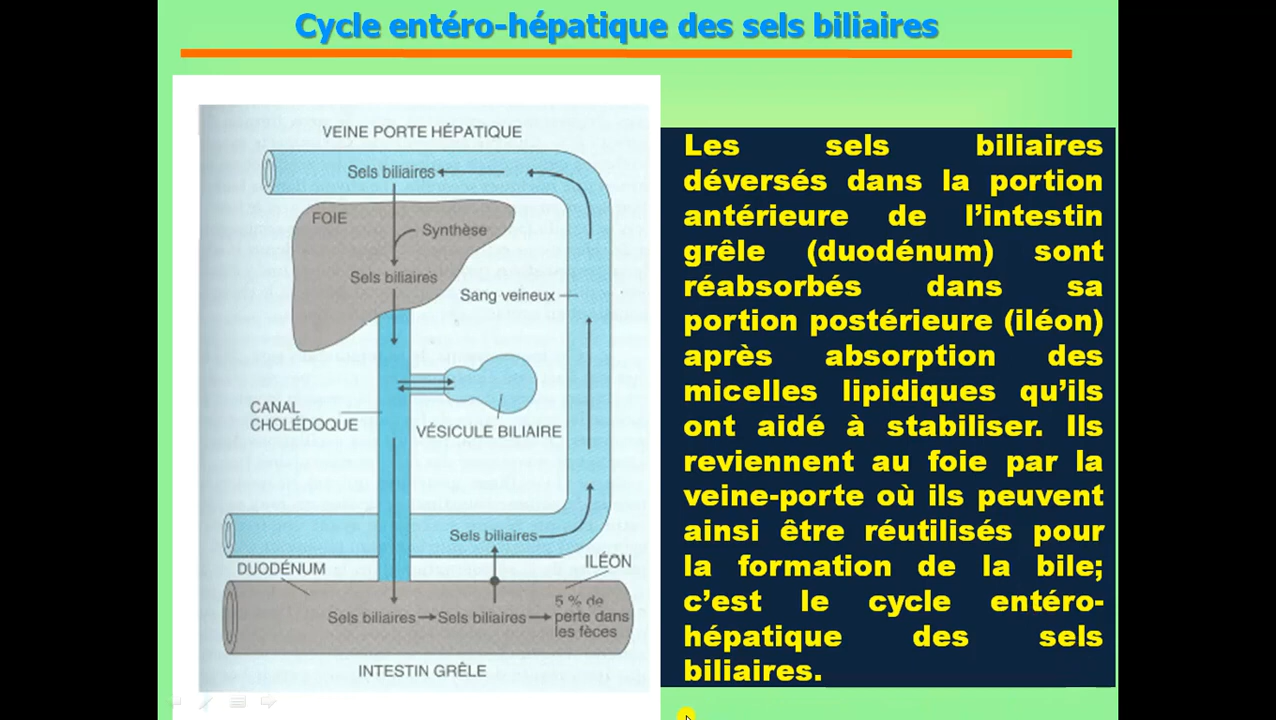 Cycle entéro-hépatique des sels biliaires
VEINE PORTE HÉPATIQUE
Sels biliaires
FOIE
Synthèse
Sels biliaires
Sang veineux
CANAL
CHOLÉDOQUE
VÉSICULE BILIAIRE
Sels biliaires
DUODÉNUM
ILÉON
Sels biliaires
Sels biliaires
5 % de
perte dans
les fèces
INTESTIN GRÊLE
Les sels biliaires
déversés dans la portion
antérieure de l’intestin
grêle (duodénum) sont
réabsorbés dans sa
portion postérieure (iléon)
après absorption des
micelles lipidiques qu’ils
ont aidé à stabiliser. Ils
reviennent au foie par la
veine-porte où ils peuvent
ainsi être réutilisés pour
la formation de la bile;
c’est le cycle entéro-
hépatique des sels
biliaires.